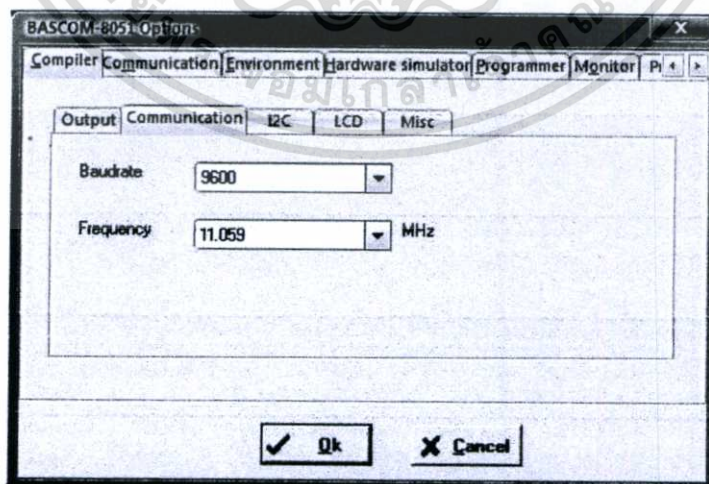 BASCOM-8051 Options X
Compiler Communication Environment Hardware simulator Programmer Monitor
Output Communication I2C LCD Misc
Baudrate 9600
Frequency 11.059 MHz
Ok Cancel